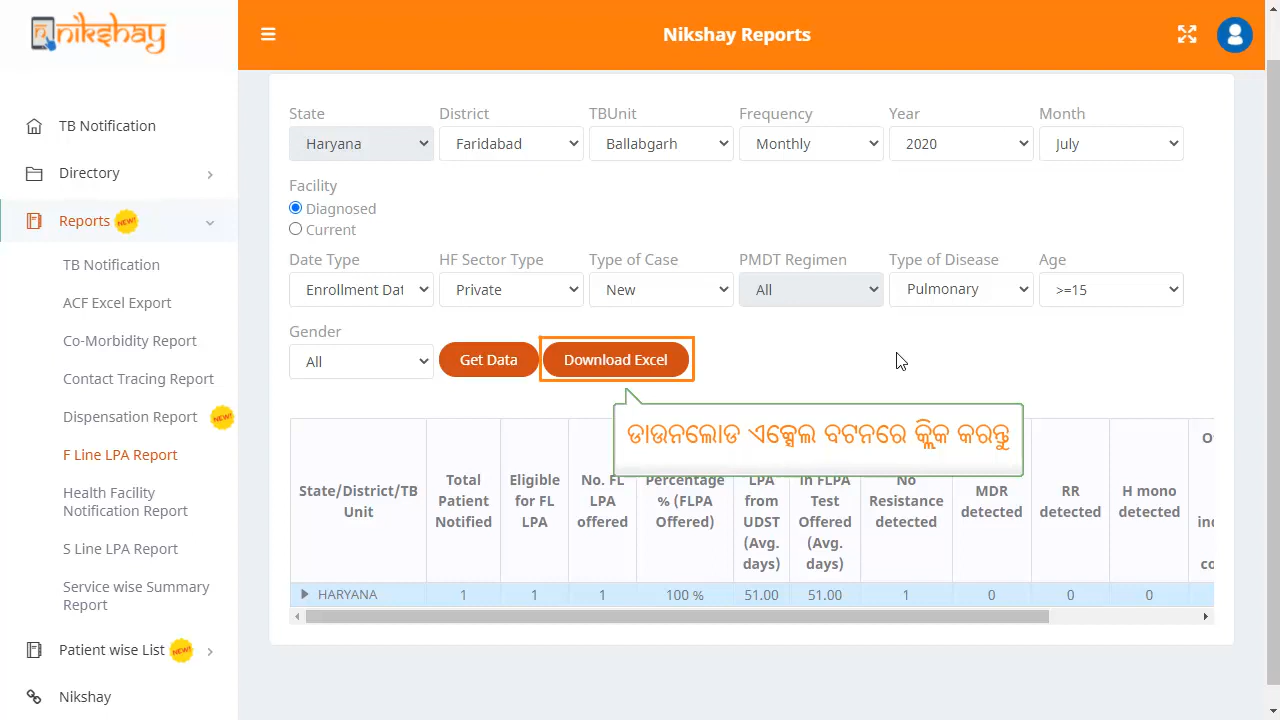 nikshay
Nikshay Reports
TB Notification
Directory
Reports NEW!
TB Notification
ACF Excel Export
Co-Morbidity Report
Contact Tracing Report
Dispensation Report NEW!
F Line LPA Report
Health Facility
Notification Report
S Line LPA Report
Service wise Summary
Report
Patient wise List NEW!
Nikshay
State District TBUnit Frequency Year Month
Haryana Faridabad Ballabgarh Monthly 2020 July
Facility
Diagnosed
Current
Date Type HF Sector Type Type of Case PMDT Regimen Type of Disease Age
Enrollment Dat Private New All Pulmonary >=15
Gender
All Get Data Download Excel
ଡାଉନଲୋଡ ଏକ୍ସେଲ ବଟନରେ କ୍ଲିକ କରନ୍ତୁ
State/District/TB
Unit
Total
Patient
Notified
Eligible
for FL
LPA
No. FL
LPA
offered
Percentage
% (FLPA
Offered)
LPA
from
UDST
(Avg.
days)
in FLPA
Test
Offered
(Avg.
days)
No
Resistance
detected
MDR
detected
RR
detected
H mono
detected
HARYANA 1 1 1 100 % 51.00 51.00 1 0 0 0